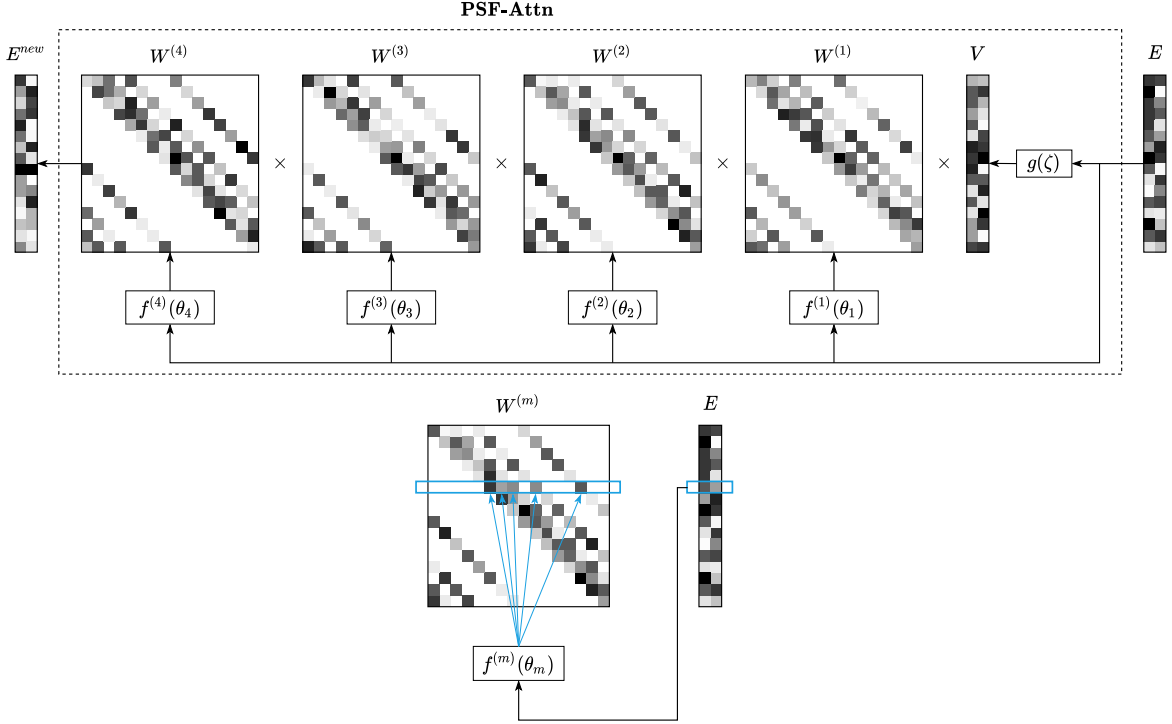 PSF-Attn
E^{new} W^{(4)} W^{(3)} W^{(2)} W^{(1)} V E
× × × × g(ζ)
f^{(4)}(θ_4) f^{(3)}(θ_3) f^{(2)}(θ_2) f^{(1)}(θ_1)
W^{(m)} E
f^{(m)}(θ_m)